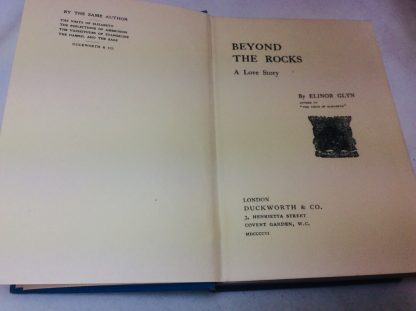 BY THE SAME AUTHOR
THE VISITS OF ELIZABETH
THE REFLECTIONS OF AMBROSINE
THE VICISSITUDES OF EVANGELINE
THE DAMSEL AND THE SAGE
DUCKWORTH & CO.
BEYOND
THE ROCKS
A Love Story
By ELINOR GLYN
AUTHOR OF
"THE VISITS OF ELIZABETH"
LONDON
DUCKWORTH & CO.
3, HENRIETTA STREET
COVENT GARDEN, W.C.
MDCCCCVI